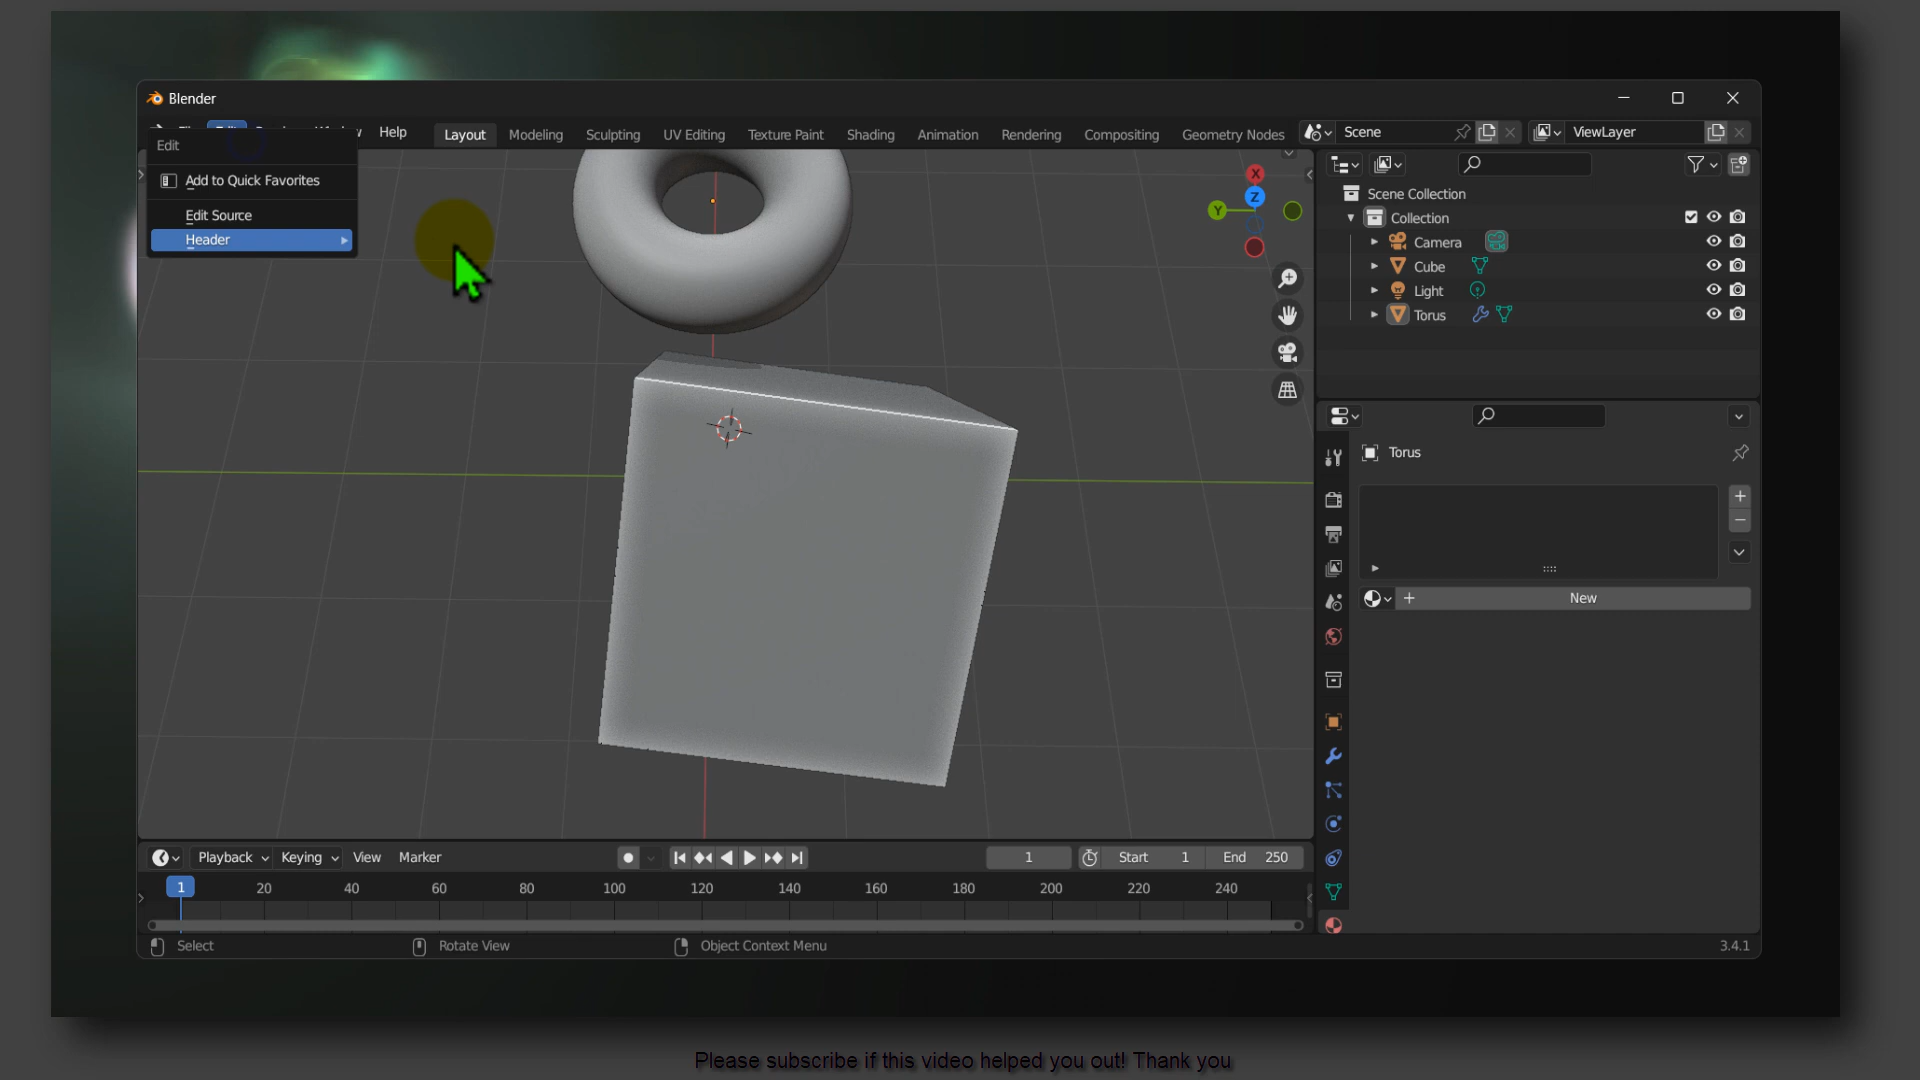 Blender
Help
Layout Modeling Sculpting UV Editing Texture Paint Shading Animation Rendering Compositing Geometry Nodes
Scene
ViewLayer
Edit
Add to Quick Favorites
Edit Source
Header
X
Z
Y
Scene Collection
Collection
Camera
Cube
Light
Torus
Torus
New
Playback Keying View Marker
1
Start 1
End 250
1 20 40 60 80 100 120 140 160 180 200 220 240
Select
Rotate View
Object Context Menu
3.4.1
Please subscribe if this video helped you out! Thank you